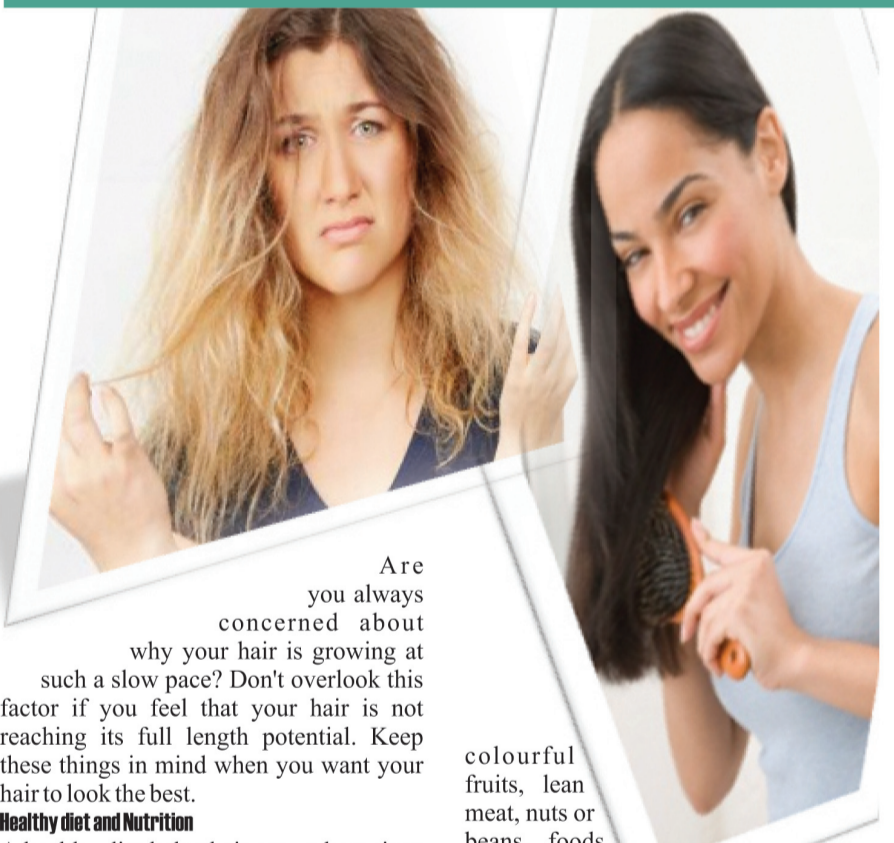 Are
you always
concerned about
why your hair is growing at
such a slow pace? Don't overlook this
factor if you feel that your hair is not
reaching its full length potential. Keep
these things in mind when you want your
hair to look the best.
Healthy diet and Nutrition
colourful
fruits, lean
meat, nuts or
beans, foods